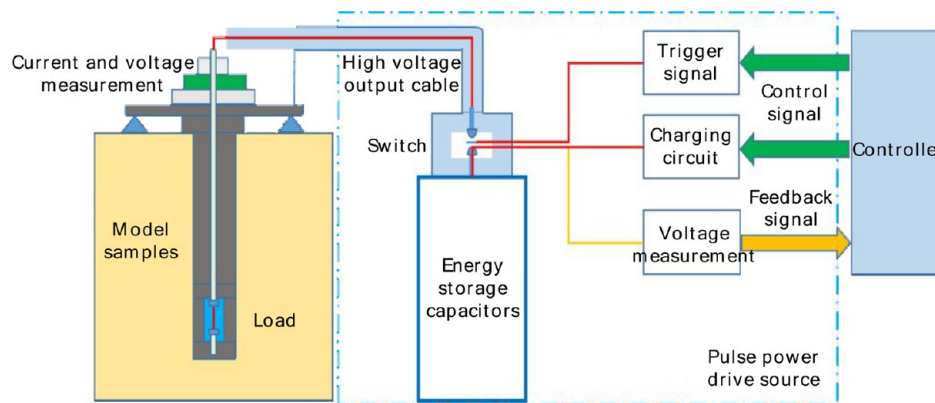 Current and voltage
measurement
High voltage
output cable
Trigger
signal
Control
signal
Switch
Charging
circuit
Controlle
Feedback
signal
Model
samples
Voltage
measurement
Energy
storage
capacitors
Load
Pulse power
drive source